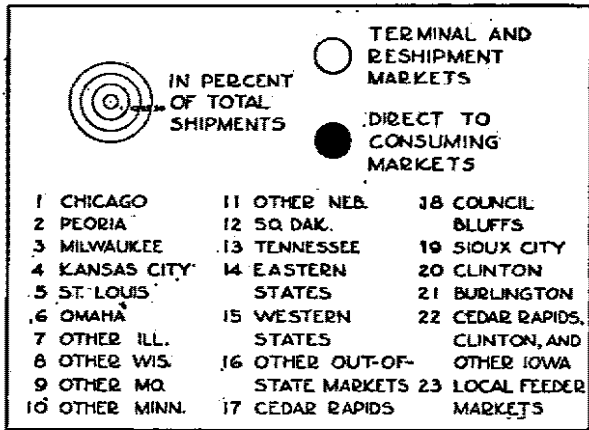 IN PERCENT
OF TOTAL
SHIPMENTS
TERMINAL AND
RESHIPMENT
MARKETS
DIRECT TO
CONSUMING
MARKETS
1 CHICAGO
2 PEORIA
3 MILWAUKEE
4 KANSAS CITY
5 ST. LOUIS
6 OMAHA
7 OTHER ILL.
8 OTHER WIS.
9 OTHER MO.
10 OTHER MINN.
11 OTHER NEB.
12 SO. DAK.
13 TENNESSEE
14 EASTERN
STATES
15 WESTERN
STATES
16 OTHER OUT-OF-
STATE MARKETS
17 CEDAR RAPIDS
18 COUNCIL
BLUFFS
19 SIOUX CITY
20 CLINTON
21 BURLINGTON
22 CEDAR RAPIDS,
CLINTON, AND
OTHER IOWA
23 LOCAL FEEDER
MARKETS